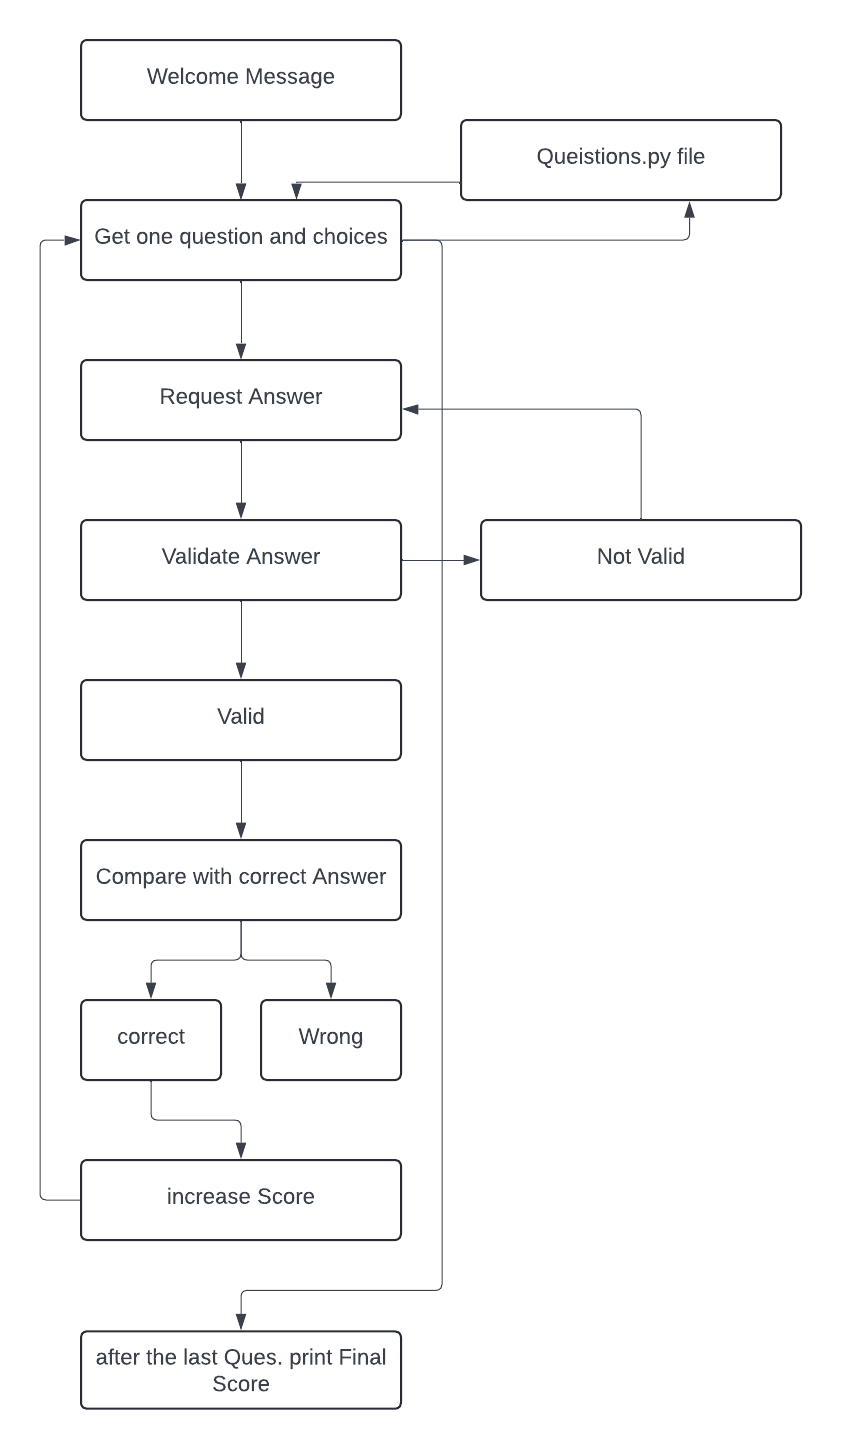 Welcome Message
Queistions.py file
Get one question and choices
Request Answer
Validate Answer
Not Valid
Valid
Compare with correct Answer
correct
Wrong
increase Score
after the last Ques. print Final
Score